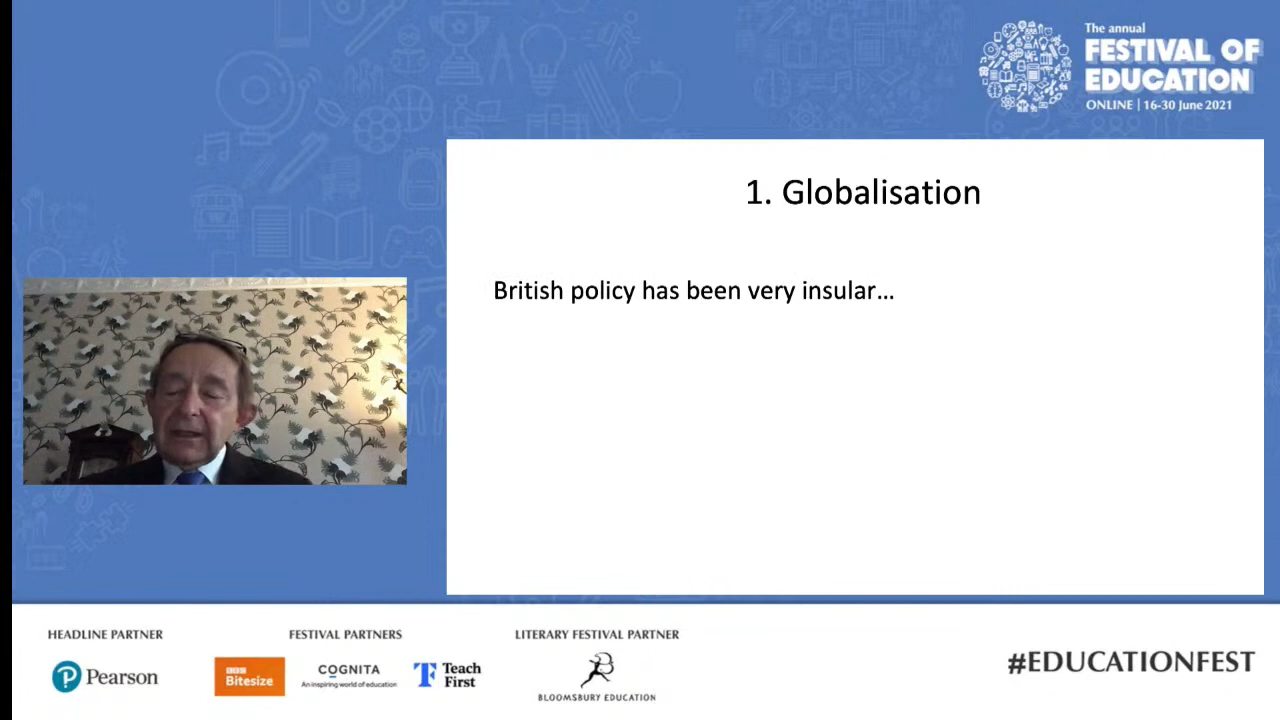 The annual
FESTIVAL OF
EDUCATION
ONLINE | 16-30 June 2021
1. Globalisation
British policy has been very insular...
HEADLINE PARTNER
FESTIVAL PARTNERS
LITERARY FESTIVAL PARTNER
Pearson
BBC
Bitesize
COGNITA
An inspiring world of education
Teach
First
BLOOMSBURY EDUCATION
#EDUCATIONFEST